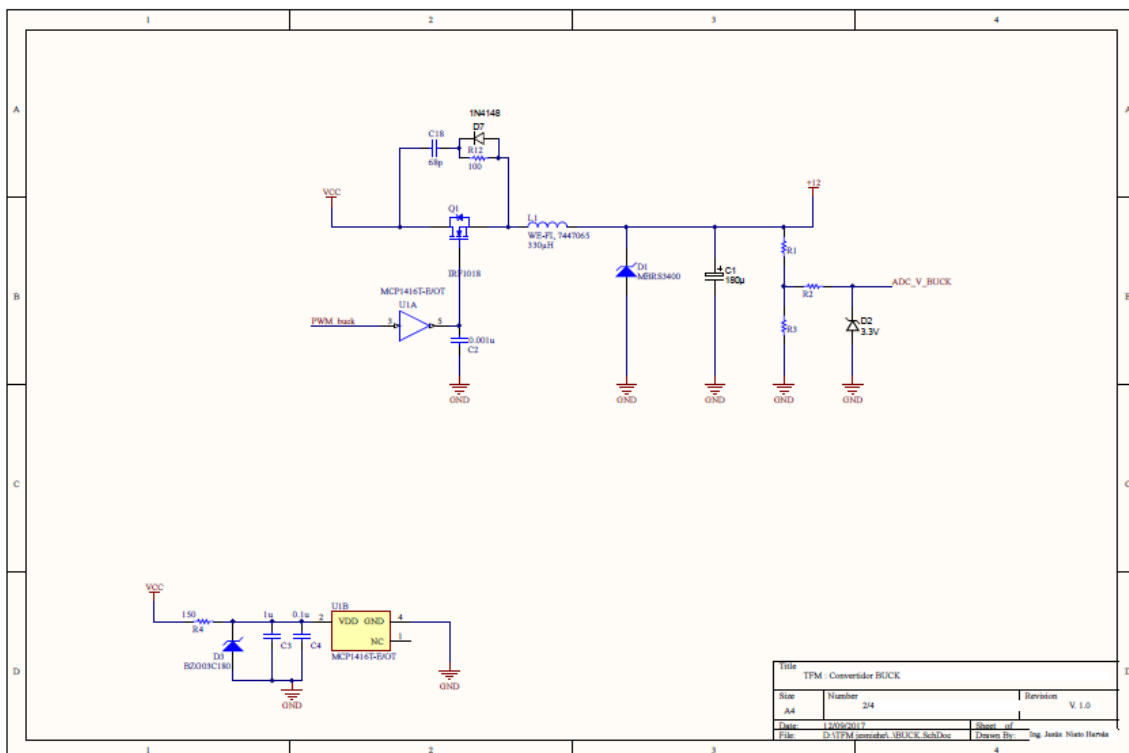 1 2 3 4
A A
1N4148
D7
C18
R12
68p
100
VCC
+12
Q1
L1
WE-FI, 7447065
330µH
R1
D1
MBRS3400
C1
180µ
IRF1018
ADC_V_BUCK
MCP1416T-E/OT
R2
B B
U1A
PWM_buck
3 5
R3
D2
3.3V
0.001u
C2
GND
GND GND GND GND
C C
VCC
150
R4
1u 0.1u
2
U1B
VDD GND
4
NC
1
C3 C4
D3
BZG03C180
MCP1416T-E/OT
GND
GND
D D
Title
TFM : Convertidor BUCK
Size
A4
Number
2/4
Revision
V. 1.0
Date: 12/09/2017 Sheet of
File: Drawn By: Ing. Jesús Nieto Hervás
1 2 3 4